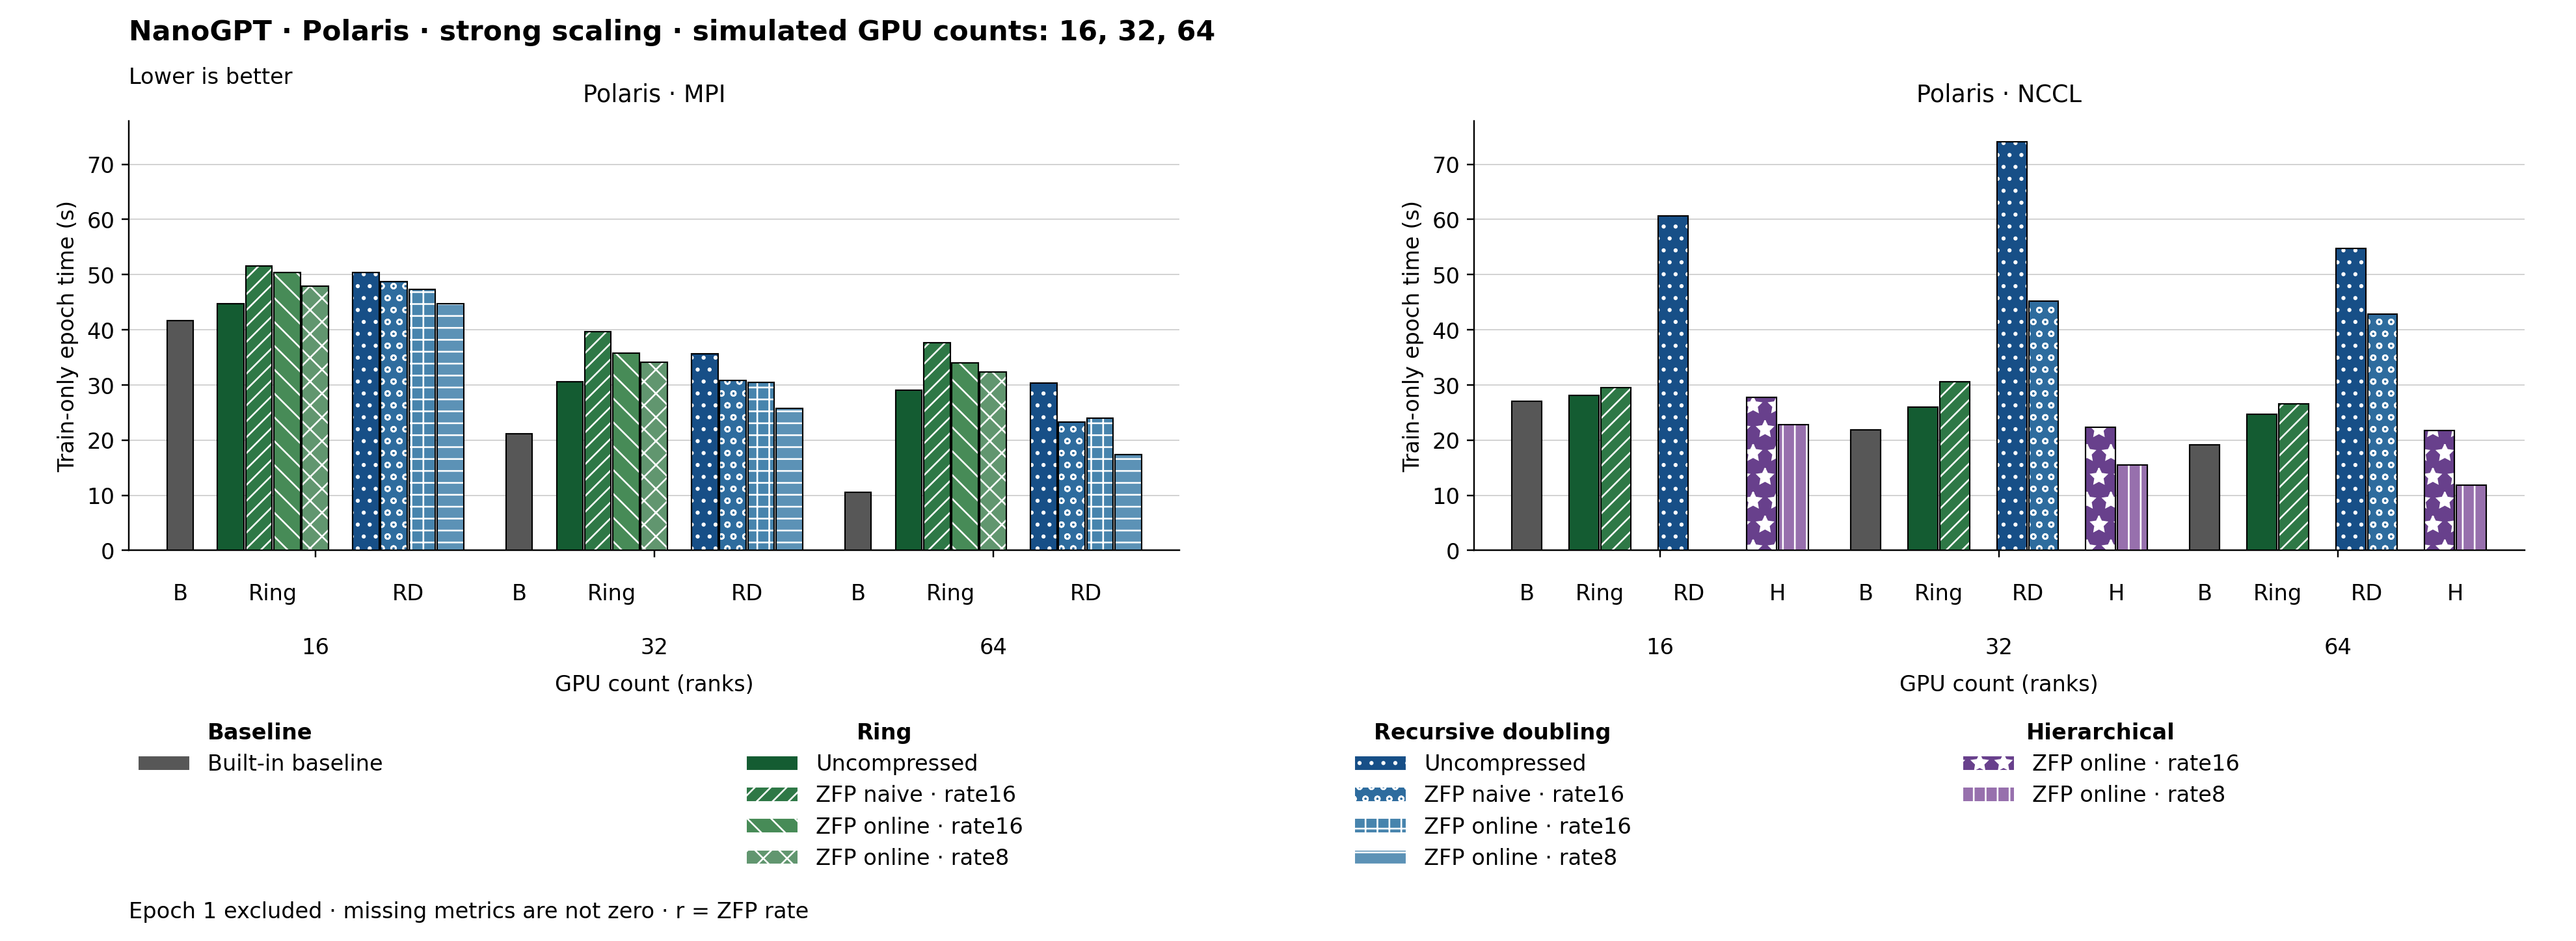 NanoGPT · Polaris · strong scaling · simulated GPU counts: 16, 32, 64
Lower is better
Polaris · MPI
Train-only epoch time (s)
70
60
50
40
30
20
10
0
B Ring RD B Ring RD B Ring RD
16 32 64
GPU count (ranks)
Polaris · NCCL
Train-only epoch time (s)
70
60
50
40
30
20
10
0
B Ring RD H B Ring RD H B Ring RD H
16 32 64
GPU count (ranks)
Baseline
Built-in baseline
Ring
Uncompressed
ZFP naive · rate16
ZFP online · rate16
ZFP online · rate8
Recursive doubling
Uncompressed
ZFP naive · rate16
ZFP online · rate16
ZFP online · rate8
Hierarchical
ZFP online · rate16
ZFP online · rate8
Epoch 1 excluded · missing metrics are not zero · r = ZFP rate